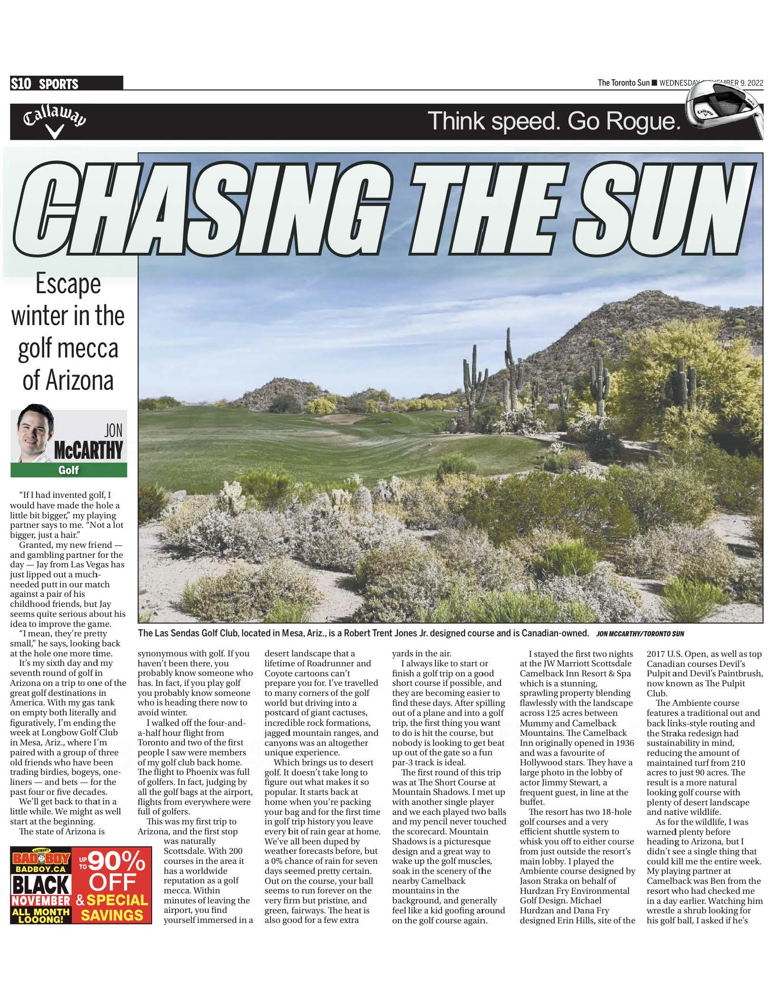 S10 SPORTS
The Toronto Sun ■ WEDNESDAY, NOVEMBER 9, 2022
Callaway
Think speed. Go Rogue.
Callaway
CHASING THE SUN
Escape
winter in the
golf mecca
of Arizona
JON
McCARTHY
Golf
“If I had invented golf, I
would have made the hole a
little bit bigger,” my playing
partner says to me. “Not a lot
bigger, just a hair.”
Granted, my new friend —
and gambling partner for the
day — Jay from Las Vegas has
just lipped out a much-
needed putt in our match
against a pair of his
childhood friends, but Jay
seems quite serious about his
idea to improve the game.
“I mean, they’re pretty
small,” he says, looking back
at the hole one more time.
It’s my sixth day and my
seventh round of golf in
Arizona on a trip to one of the
great golf destinations in
America. With my gas tank
on empty both literally and
figuratively, I’m ending the
week at Longbow Golf Club
in Mesa, Ariz., where I’m
paired with a group of three
old friends who have been
trading birdies, bogeys, one-
liners — and bets — for the
past four or five decades.
We’ll get back to that in a
little while. We might as well
start at the beginning.
The state of Arizona is
The Las Sendas Golf Club, located in Mesa, Ariz., is a Robert Trent Jones Jr. designed course and is Canadian-owned. JON MCCARTHY/TORONTO SUN
synonymous with golf. If you
haven’t been there, you
probably know someone who
has. In fact, if you play golf
you probably know someone
who is heading there now to
avoid winter.
I walked off the four-and-
a-half hour flight from
Toronto and two of the first
people I saw were members
of my golf club back home.
The flight to Phoenix was full
of golfers. In fact, judging by
all the golf bags at the airport,
flights from everywhere were
full of golfers.
This was my first trip to
Arizona, and the first stop
was naturally
Scottsdale. With 200
courses in the area it
has a worldwide
reputation as a golf
mecca. Within
minutes of leaving the
airport, you find
yourself immersed in a
desert landscape that a
lifetime of Roadrunner and
Coyote cartoons can’t
prepare you for. I’ve travelled
to many corners of the golf
world but driving into a
postcard of giant cactuses,
incredible rock formations,
jagged mountain ranges, and
canyons was an altogether
unique experience.
Which brings us to desert
golf. It doesn’t take long to
figure out what makes it so
popular. It starts back at
home when you’re packing
your bag and for the first time
in golf trip history you leave
every bit of rain gear at home.
We’ve all been duped by
weather forecasts before, but
a 0% chance of rain for seven
days seemed pretty certain.
Out on the course, your ball
seems to run forever on the
very firm but pristine, and
green, fairways. The heat is
also good for a few extra
yards in the air.
I always like to start or
finish a golf trip on a good
short course if possible, and
they are becoming easier to
find these days. After spilling
out of a plane and into a golf
trip, the first thing you want
to do is hit the course, but
nobody is looking to get beat
up out of the gate so a fun
par-3 track is ideal.
The first round of this trip
was at The Short Course at
Mountain Shadows. I met up
with another single player
and we each played two balls
and my pencil never touched
the scorecard. Mountain
Shadows is a picturesque
design and a great way to
wake up the golf muscles,
soak in the scenery of the
nearby Camelback
mountains in the
background, and generally
feel like a kid goofing around
on the golf course again.
I stayed the first two nights
at the JW Marriott Scottsdale
Camelback Inn Resort & Spa
which is a stunning,
sprawling property blending
flawlessly with the landscape
across 125 acres between
Mummy and Camelback
Mountains. The Camelback
Inn originally opened in 1936
and was a favourite of
Hollywood stars. They have a
large photo in the lobby of
actor Jimmy Stewart, a
frequent guest, in line at the
buffet.
The resort has two 18-hole
golf courses and a very
efficient shuttle system to
whisk you off to either course
from just outside the resort’s
main lobby. I played the
Ambiente course designed by
Jason Straka on behalf of
Hurdzan Fry Environmental
Golf Design. Michael
Hurdzan and Dana Fry
designed Erin Hills, site of the
2017 U.S. Open, as well as top
Canadian courses Devil’s
Pulpit and Devil’s Paintbrush,
now known as The Pulpit
Club.
The Ambiente course
features a traditional out and
back links-style routing and
the Straka redesign had
sustainability in mind,
reducing the amount of
maintained turf from 210
acres to just 90 acres. The
result is a more natural
looking golf course with
plenty of desert landscape
and native wildlife.
As for the wildlife, I was
warned plenty before
heading to Arizona, but I
didn’t see a single thing that
could kill me the entire week.
My playing partner at
Camelback was Ben from the
resort who had checked me
in a day earlier. Watching him
wrestle a shrub looking for
his golf ball, I asked if he’s
LASTMAN'S
BAD BOY
BADBOY.CA
BLACK
NOVEMBER
ALL MONTH
LOOONG!
UP TO 90%
OFF
& SPECIAL
SAVINGS